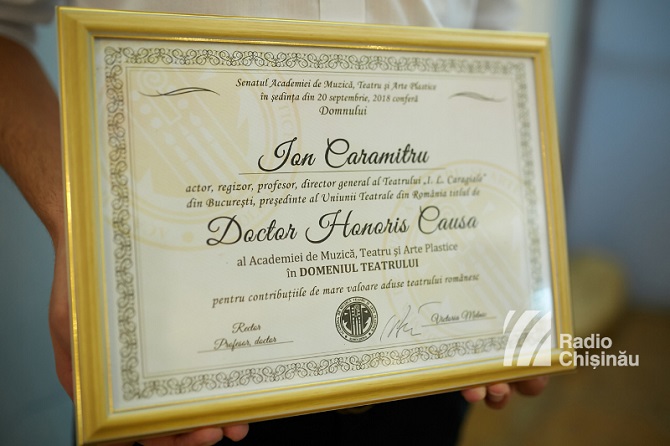 Senatul Academiei de Muzică, Teatru și Arte Plastice
în ședința din 20 septembrie, 2018 conferă
Domnului
Ion Caramitru
actor, regizor, profesor, director general al Teatrului „I. L. Caragiale"
din București, președinte al Uniunii Teatrale din România titlul de
Doctor Honoris Causa
al Academiei de Muzică, Teatru și Arte Plastice
în DOMENIUL TEATRULUI
pentru contribuțiile de mare valoare aduse teatrului românesc
Rector
Profesor, doctor
Victoria Melnic
Radio
Chișinău